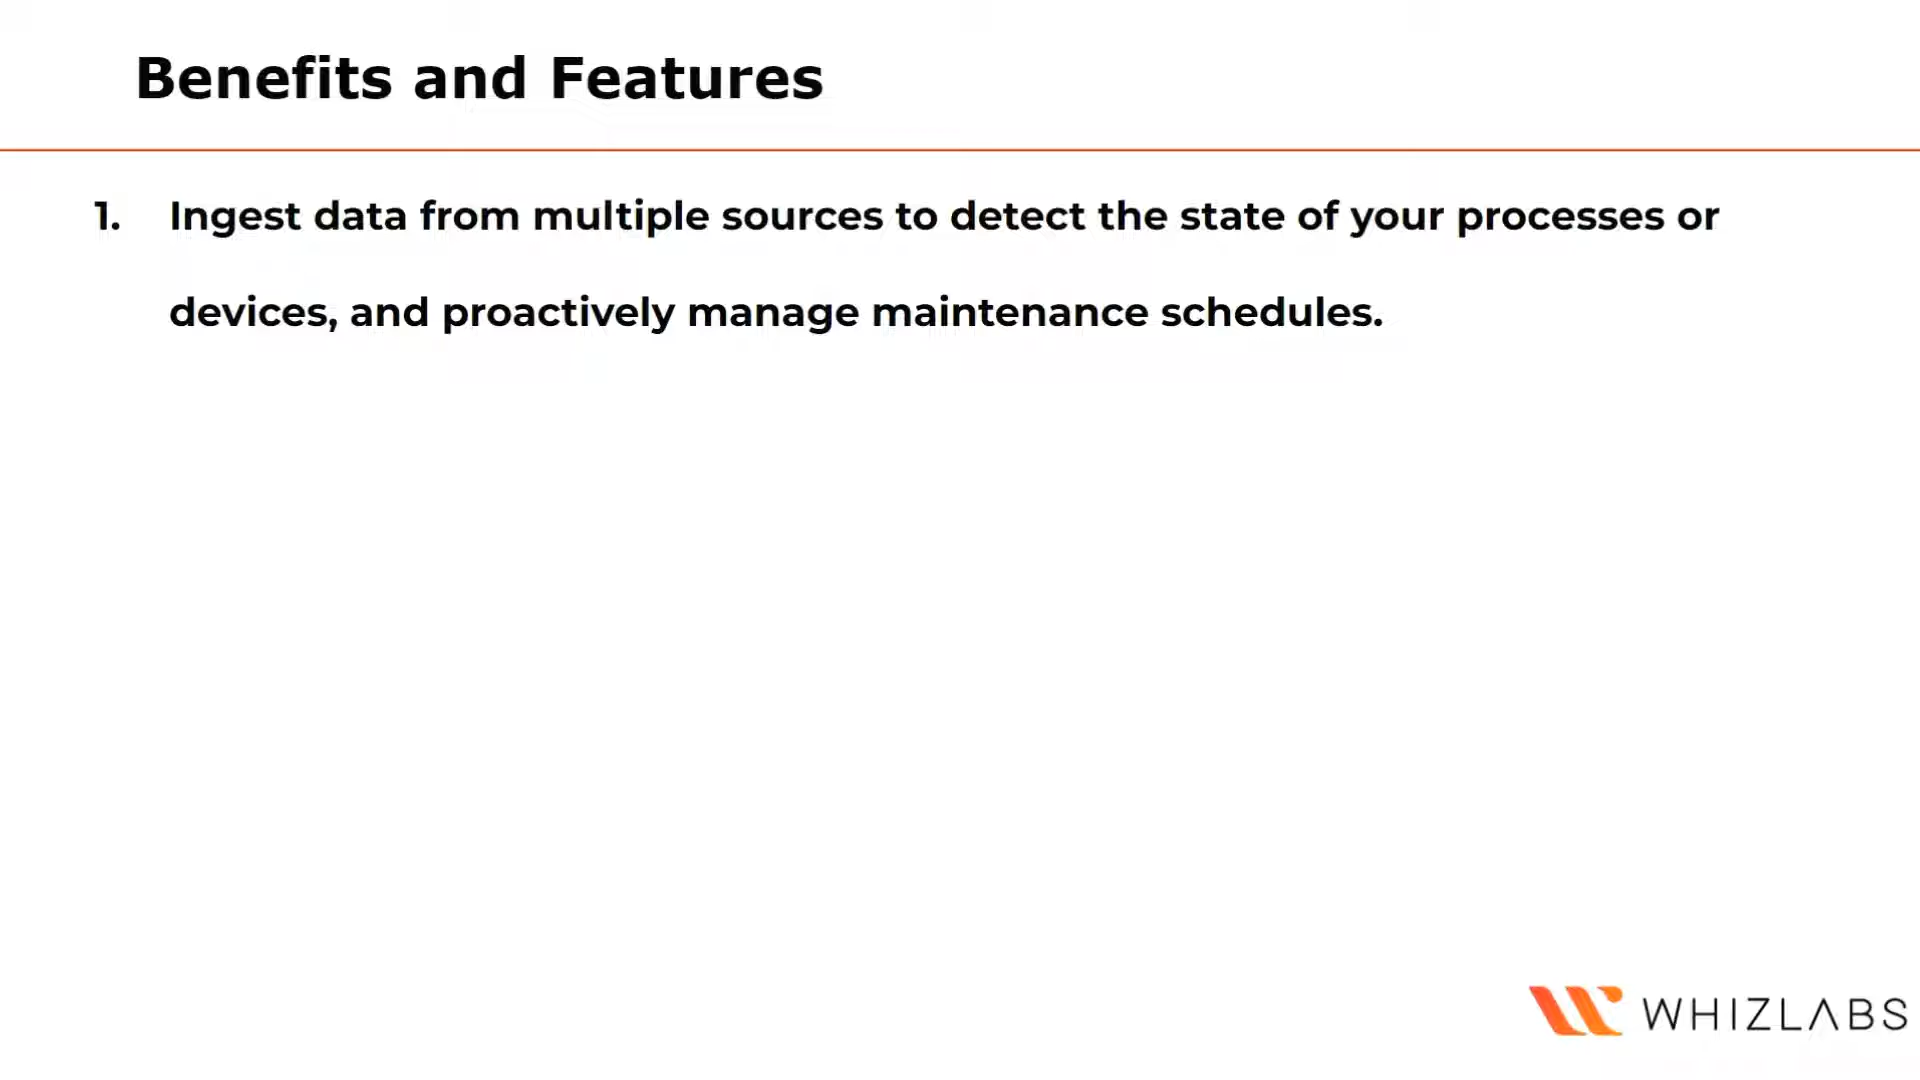 Benefits and Features
1. Ingest data from multiple sources to detect the state of your processes or
devices, and proactively manage maintenance schedules.
WHIZLABS